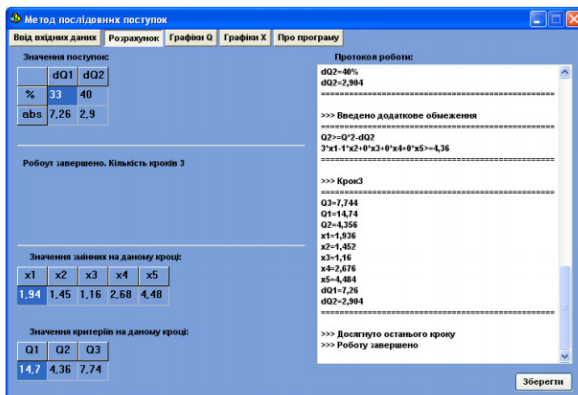 Метод послідовних поступок
Ввід вхідних даних Розрахунок Графіки Q Графіки X Про програму
Значення поступок:
dQ1 dQ2
% 33 40
abs 7,26 2,9
Робоут завершено. Кількість кроків 3
Значення змінних на даному кроці:
x1 x2 x3 x4 x5
1,94 1,45 1,16 2,68 4,48
Значення критеріїв на даному кроці:
Q1 Q2 Q3
14,7 4,36 7,74
Протокол роботи:
dQ2=40%
dQ2=2,904
==================================================
>>> Введено додаткове обмеження
==================================================
Q2>=Q*2-dQ2
3*x1-1*x2+0*x3+0*x4+0*x5>=4,36
==================================================
>>> Крок3
==================================================
Q3=7,744
Q1=14,74
Q2=4,356
x1=1,936
x2=1,452
x3=1,16
x4=2,676
x5=4,484
dQ1=7,26
dQ2=2,904
==================================================
>>> Досягнуто останього кроку
>>> Роботу завершено
Зберегти